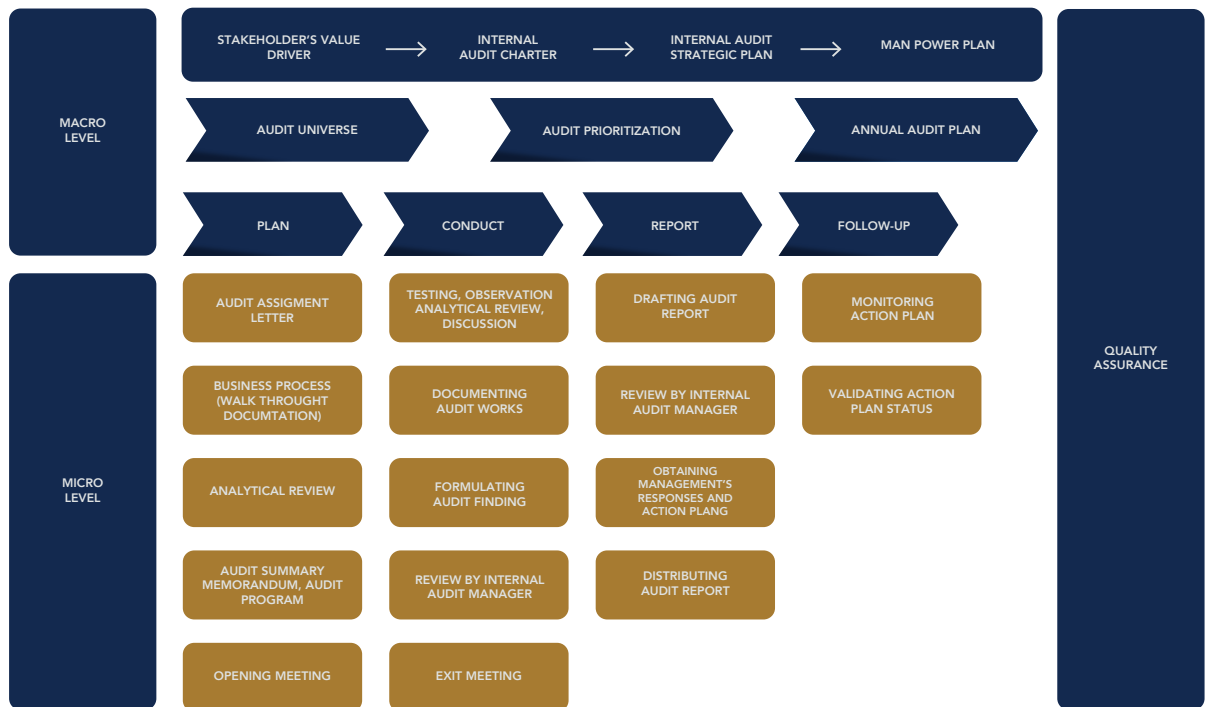 MACRO
LEVEL
STAKEHOLDER'S VALUE
DRIVER
INTERNAL
AUDIT CHARTER
INTERNAL AUDIT
STRATEGIC PLAN
MAN POWER PLAN
AUDIT UNIVERSE
AUDIT PRIORITIZATION
ANNUAL AUDIT PLAN
PLAN
CONDUCT
REPORT
FOLLOW-UP
MICRO
LEVEL
AUDIT ASSIGMENT
LETTER
TESTING, OBSERVATION
ANALYTICAL REVIEW,
DISCUSSION
DRAFTING AUDIT
REPORT
MONITORING
ACTION PLAN
BUSINESS PROCESS
(WALK THROUGHT
DOCUMTATION)
DOCUMENTING
AUDIT WORKS
REVIEW BY INTERNAL
AUDIT MANAGER
VALIDATING ACTION
PLAN STATUS
ANALYTICAL REVIEW
FORMULATING
AUDIT FINDING
OBTAINING
MANAGEMENT'S
RESPONSES AND
ACTION PLANG
AUDIT SUMMARY
MEMORANDUM, AUDIT
PROGRAM
REVIEW BY INTERNAL
AUDIT MANAGER
DISTRIBUTING
AUDIT REPORT
OPENING MEETING
EXIT MEETING
QUALITY
ASSURANCE